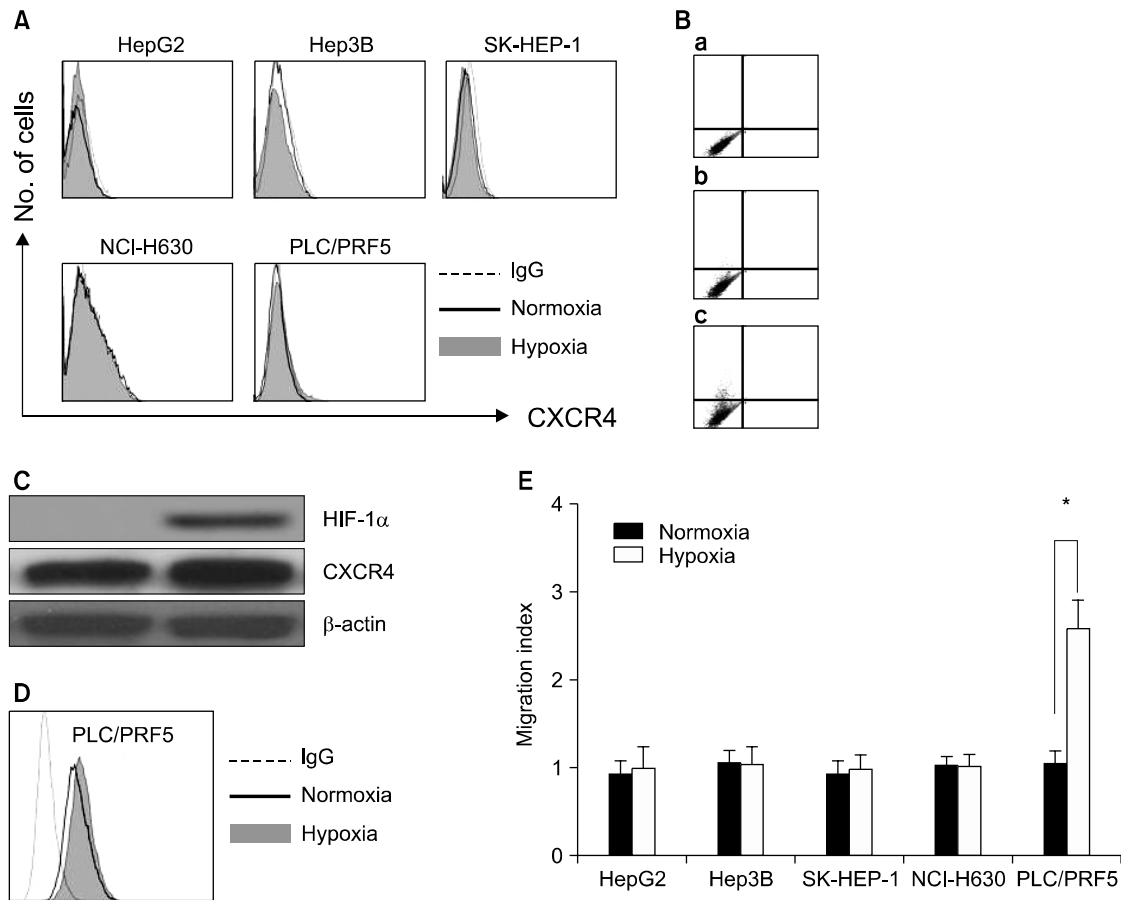 A
HepG2
Hep3B
SK-HEP-1
No. of cells
NCI-H630
PLC/PRF5
IgG
Normoxia
Hypoxia
CXCR4
B
a
b
c
C
HIF-1α
CXCR4
β-actin
D
PLC/PRF5
IgG
Normoxia
Hypoxia
E
Migration index
4
3
2
1
0
Normoxia
Hypoxia
*
HepG2
Hep3B
SK-HEP-1
NCI-H630
PLC/PRF5